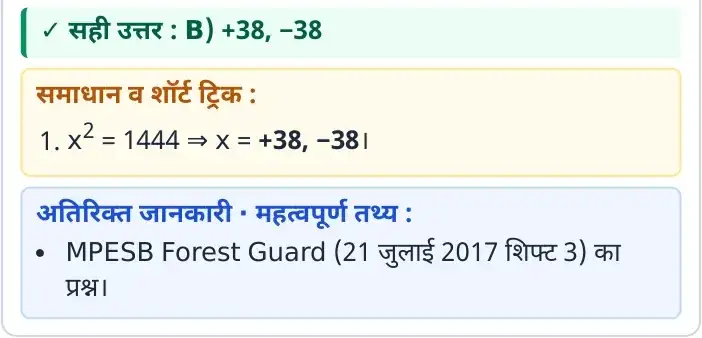 ✓ सही उत्तर : B) +38, −38
समाधान व शॉर्ट ट्रिक :
1. x² = 1444 ⇒ x = +38, −38।
अतिरिक्त जानकारी · महत्वपूर्ण तथ्य :
• MPESB Forest Guard (21 जुलाई 2017 शिफ्ट 3) का
प्रश्न।